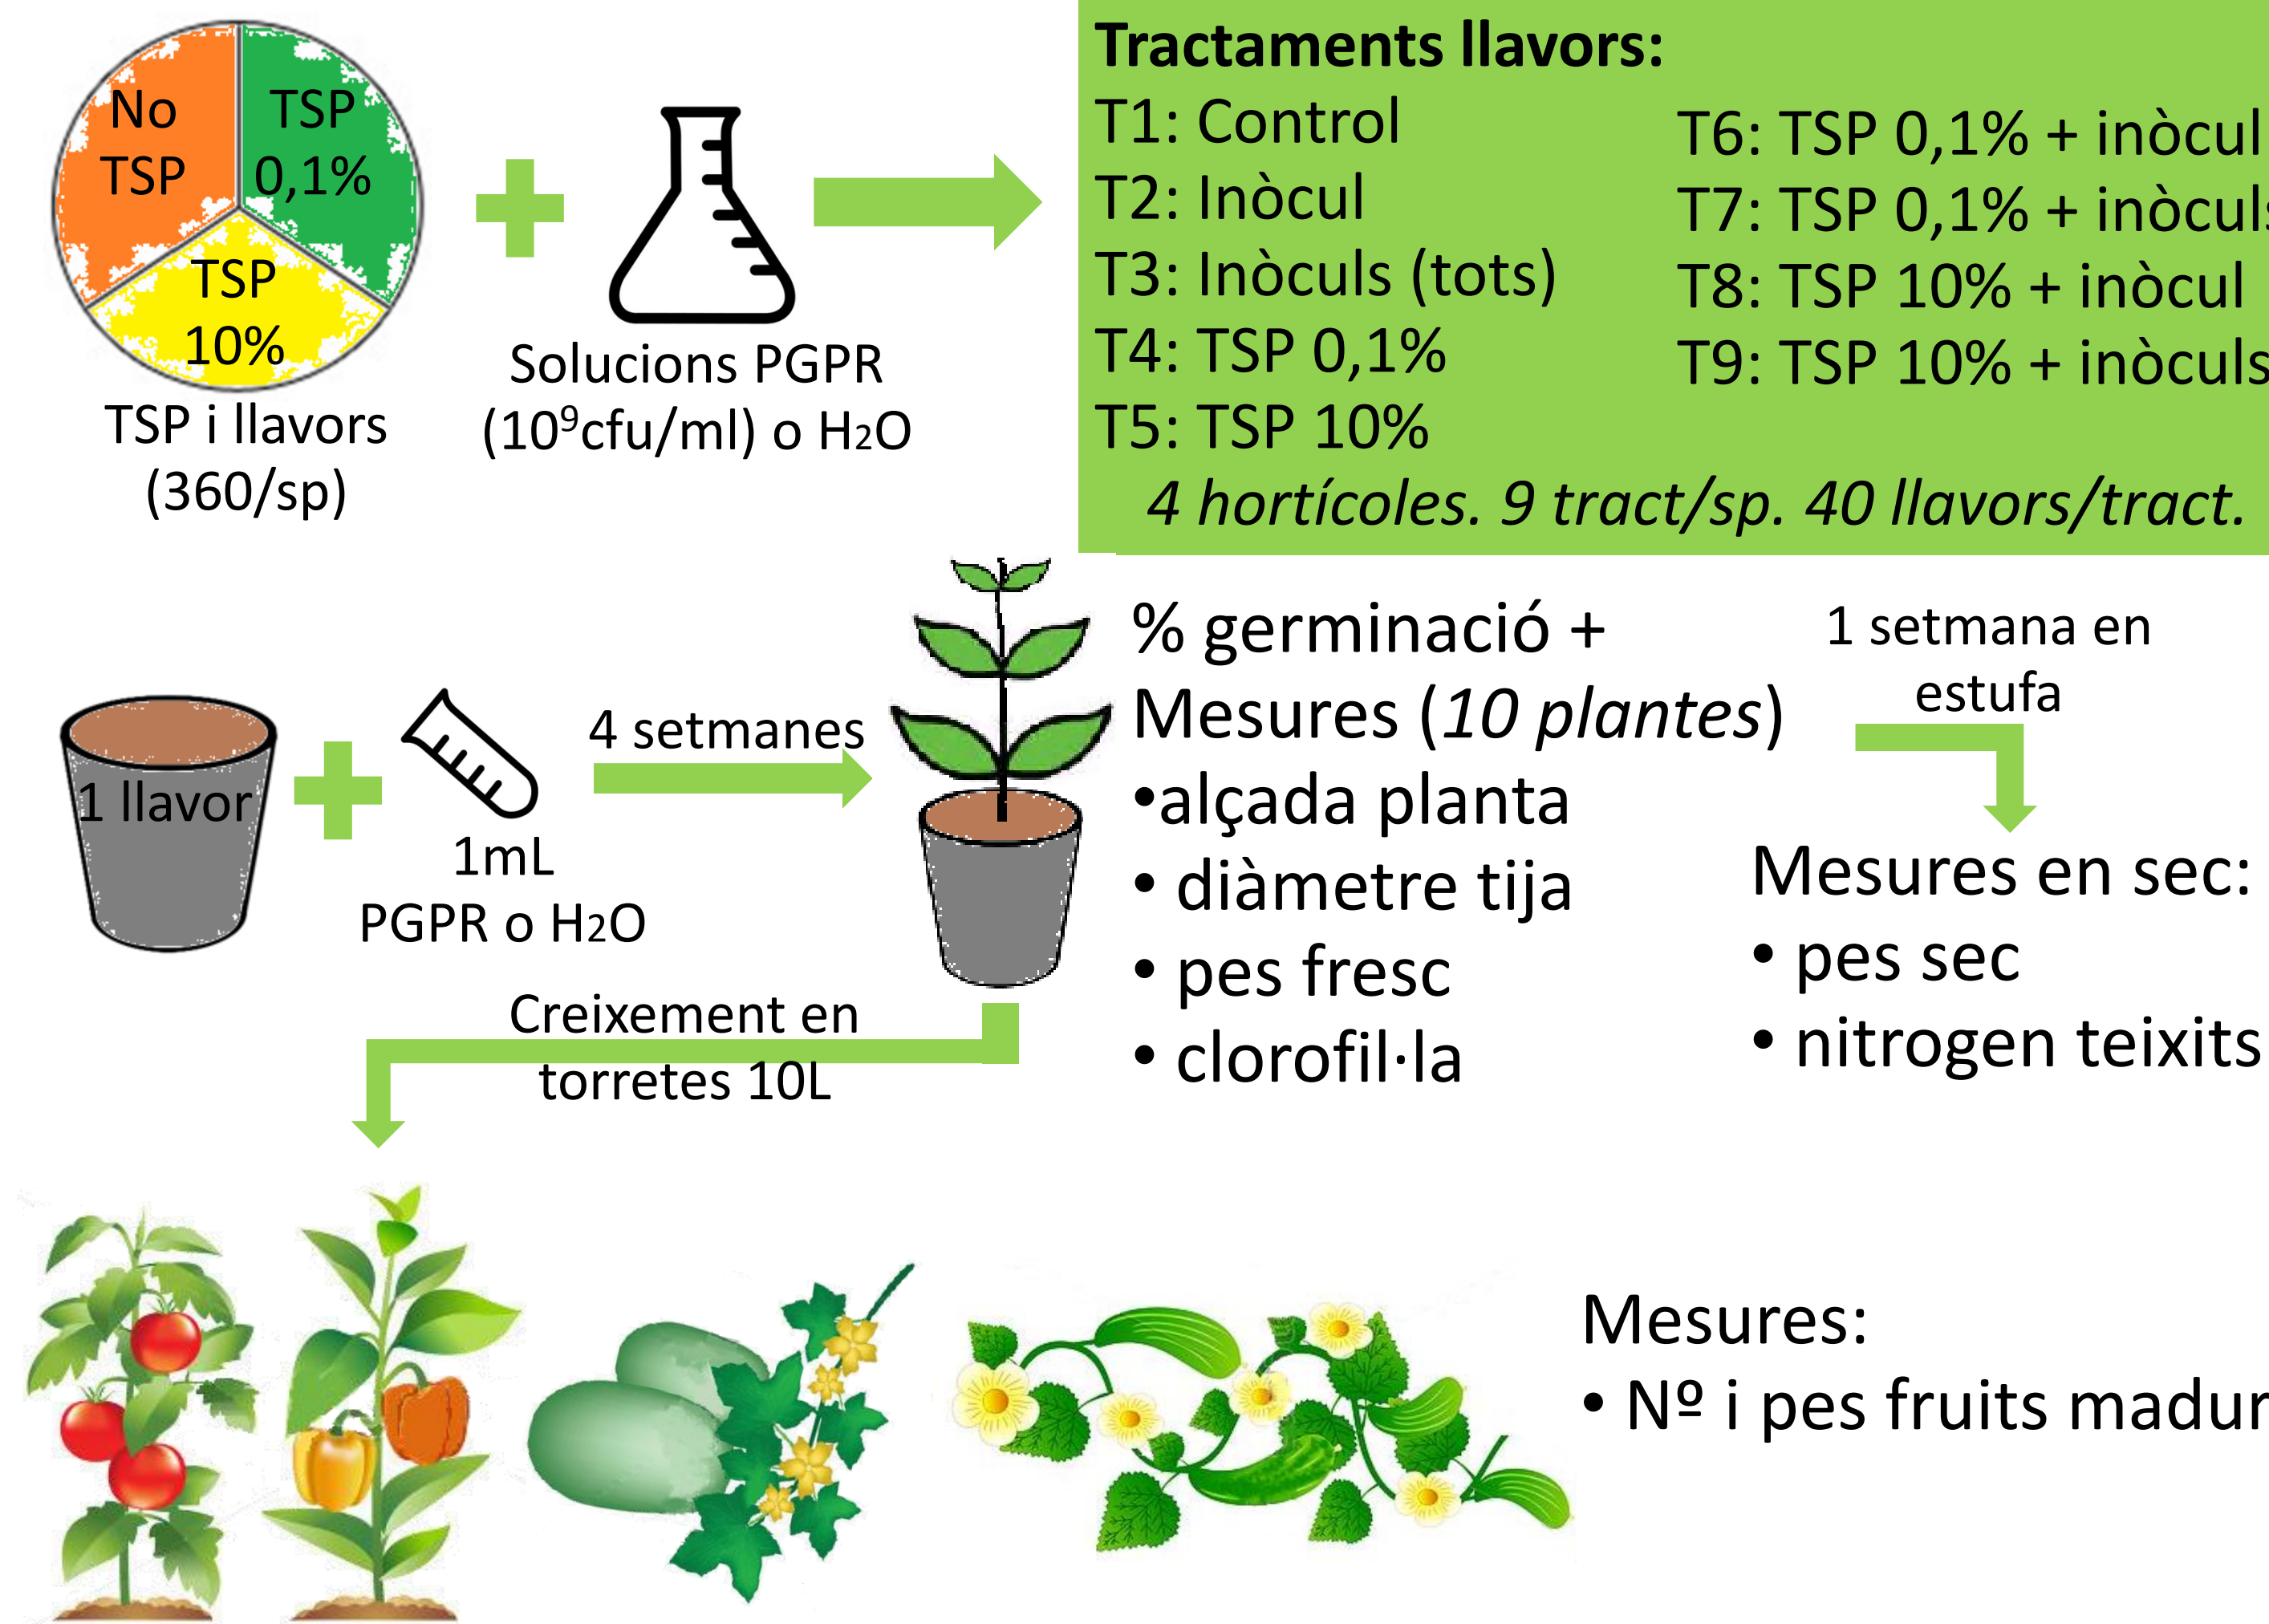 No
TSP
TSP
0,1%
TSP
10%
TSP i llavors
(360/sp)
Solucions PGPR
(10⁹cfu/ml) o H₂O
Tractaments llavors:
T1: Control
T2: Inòcul
T3: Inòculs (tots)
T4: TSP 0,1%
T5: TSP 10%
T6: TSP 0,1% + inòcul
T7: TSP 0,1% + inòculs
T8: TSP 10% + inòcul
T9: TSP 10% + inòculs
4 hortícoles. 9 tract/sp. 40 llavors/tract.
1 llavor
1mL
PGPR o H₂O
4 setmanes
% germinació +
Mesures (10 plantes)
•alçada planta
• diàmetre tija
• pes fresc
• clorofil·la
1 setmana en
estufa
Mesures en sec:
• pes sec
• nitrogen teixits
Creixement en
torretes 10L
Mesures:
• Nº i pes fruits madur